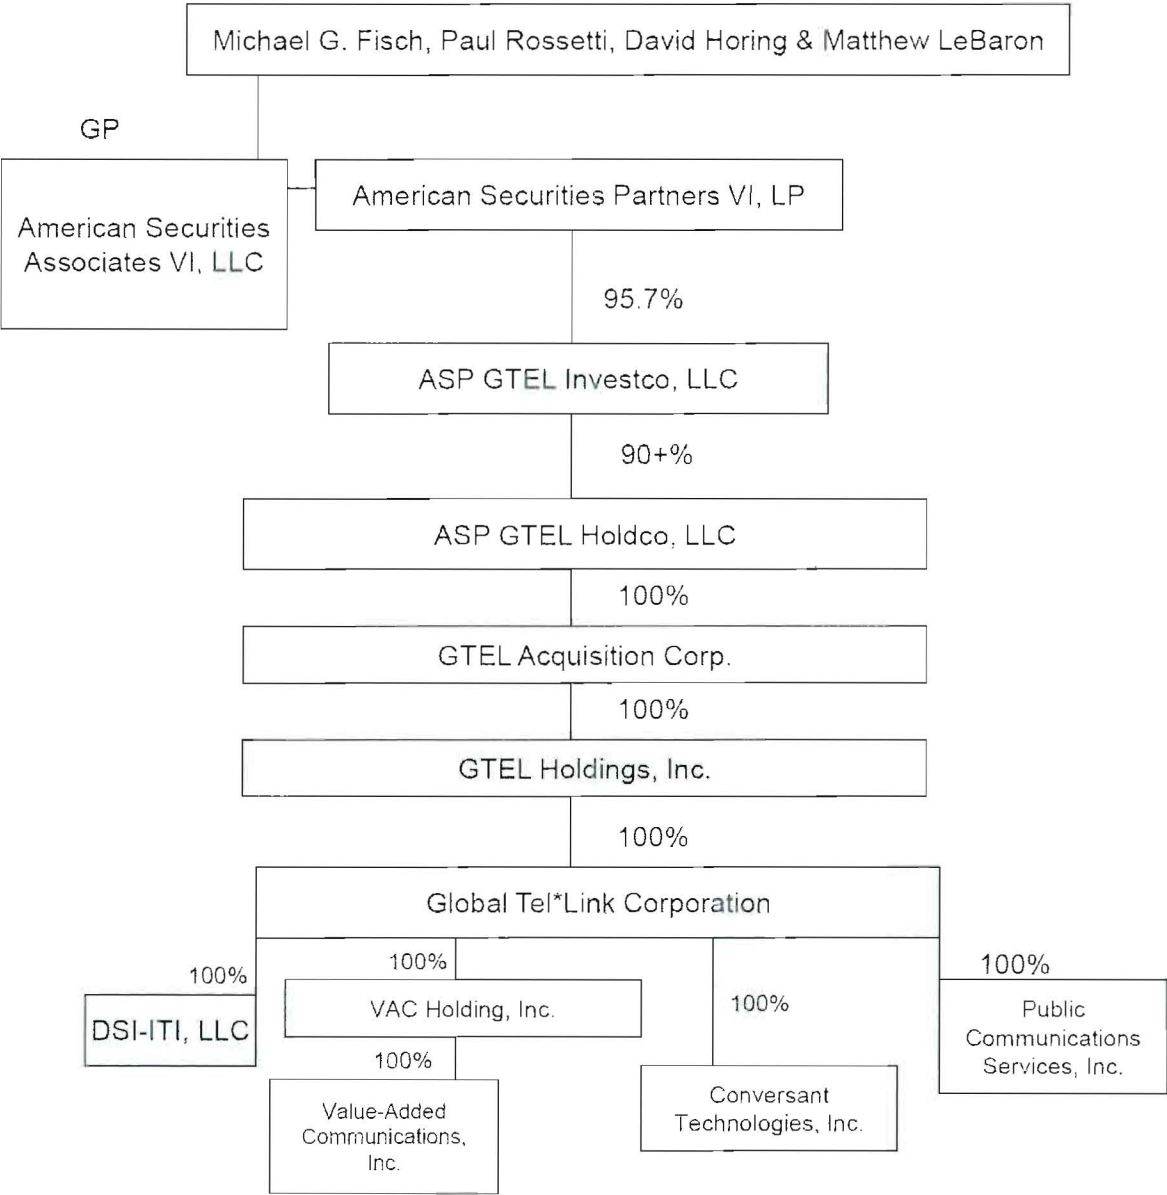 Michael G. Fisch, Paul Rossetti, David Horing & Matthew LeBaron
GP
American Securities
Associates VI, LLC
American Securities Partners VI, LP
95.7%
ASP GTEL Investco, LLC
90+%
ASP GTEL Holdco, LLC
100%
GTEL Acquisition Corp.
100%
GTEL Holdings, Inc.
100%
Global Tel*Link Corporation
100%
DSI-ITI, LLC
100%
VAC Holding, Inc.
100%
Value-Added
Communications,
Inc.
100%
Conversant
Technologies, Inc.
100%
Public
Communications
Services, Inc.